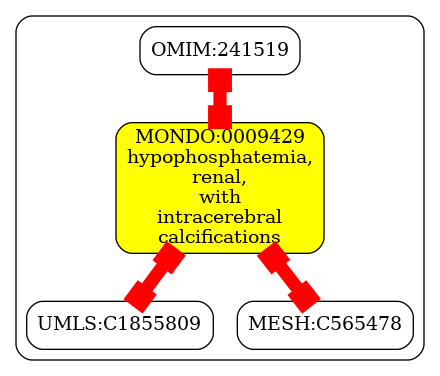 OMIM:241519
MONDO:0009429
hypophosphatemia,
renal,
with
intracerebral
calcifications
UMLS:C1855809
MESH:C565478